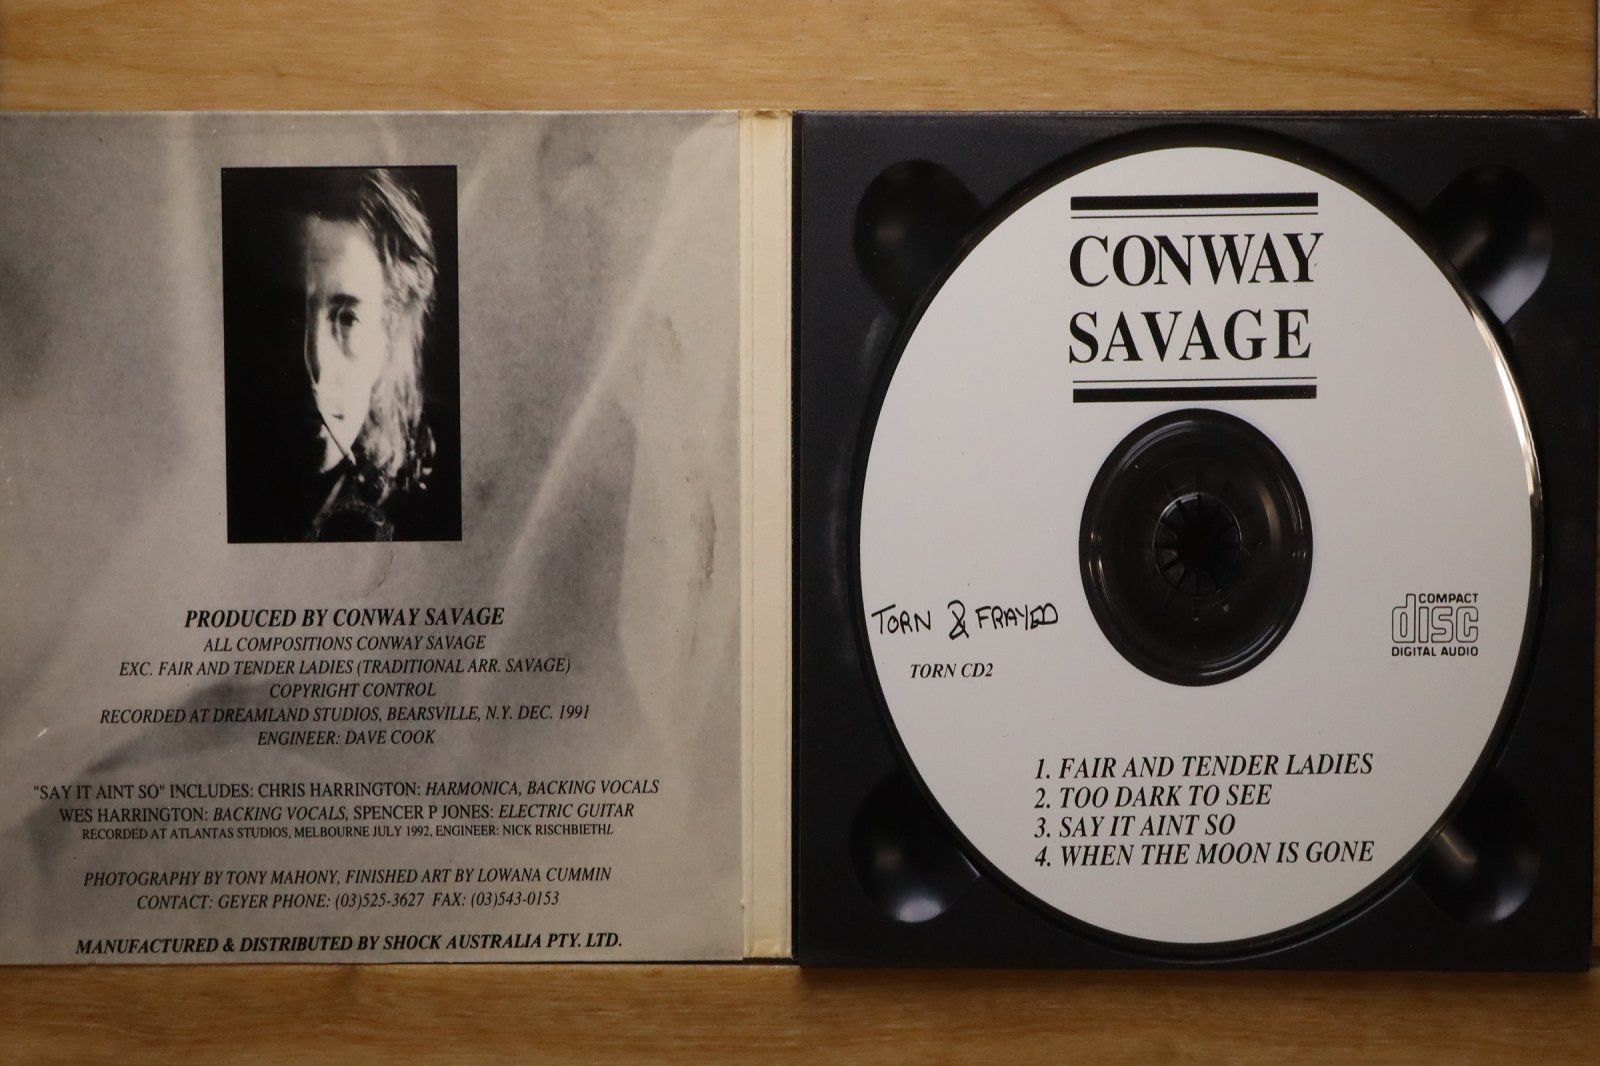 PRODUCED BY CONWAY SAVAGE
ALL COMPOSITIONS CONWAY SAVAGE
EXC. FAIR AND TENDER LADIES (TRADITIONAL ARR. SAVAGE)
COPYRIGHT CONTROL
RECORDED AT DREAMLAND STUDIOS, BEARSVILLE, N.Y. DEC. 1991
ENGINEER: DAVE COOK
"SAY IT AINT SO" INCLUDES: CHRIS HARRINGTON: HARMONICA, BACKING VOCALS
WES HARRINGTON: BACKING VOCALS, SPENCER P JONES: ELECTRIC GUITAR
RECORDED AT ATLANTAS STUDIOS, MELBOURNE JULY 1992, ENGINEER: NICK RISCHBIETHL
PHOTOGRAPHY BY TONY MAHONY, FINISHED ART BY LOWANA CUMMIN
CONTACT: GEYER PHONE: (03)525-3627 FAX: (03)543-0153
MANUFACTURED & DISTRIBUTED BY SHOCK AUSTRALIA PTY. LTD.
CONWAY
SAVAGE
TORN & FRAYED
TORN CD2
COMPACT
disc
DIGITAL AUDIO
1. FAIR AND TENDER LADIES
2. TOO DARK TO SEE
3. SAY IT AINT SO
4. WHEN THE MOON IS GONE